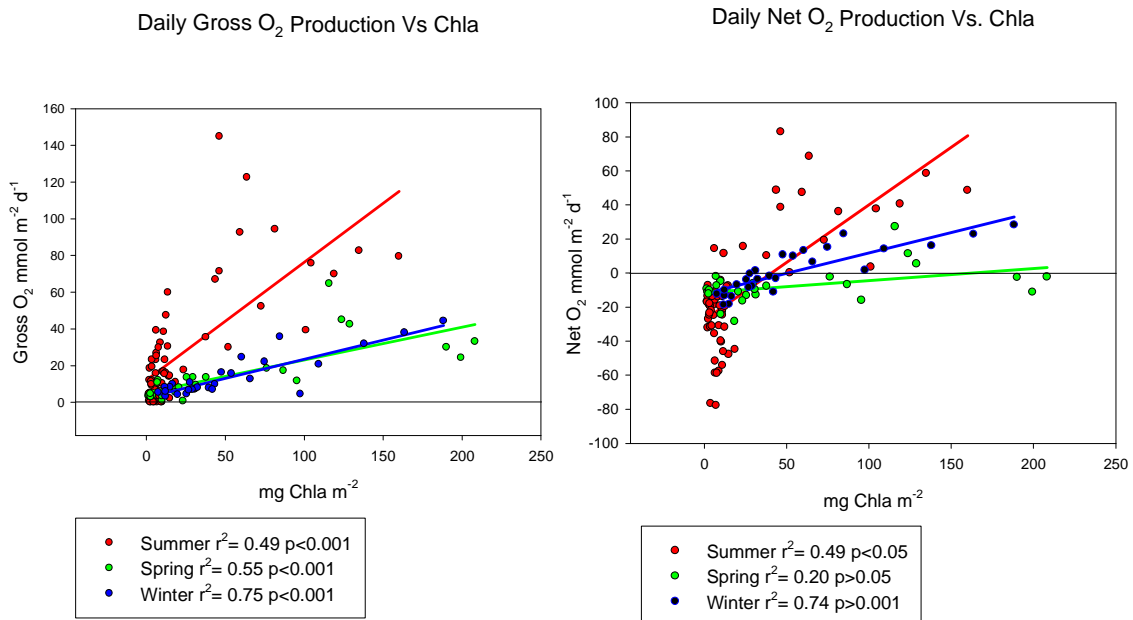 Daily Gross O₂ Production Vs Chla
Gross O₂ mmol m⁻² d⁻¹
160
140
120
100
80
60
40
20
0
0 50 100 150 200 250
mg Chla m⁻²
Summer r²= 0.49 p<0.001
Spring r²= 0.55 p<0.001
Winter r²= 0.75 p<0.001
Daily Net O₂ Production Vs. Chla
Net O₂ mmol m⁻² d⁻¹
100
80
60
40
20
0
-20
-40
-60
-80
-100
0 50 100 150 200 250
mg Chla m⁻²
Summer r²= 0.49 p<0.05
Spring r²= 0.20 p>0.05
Winter r²= 0.74 p>0.001